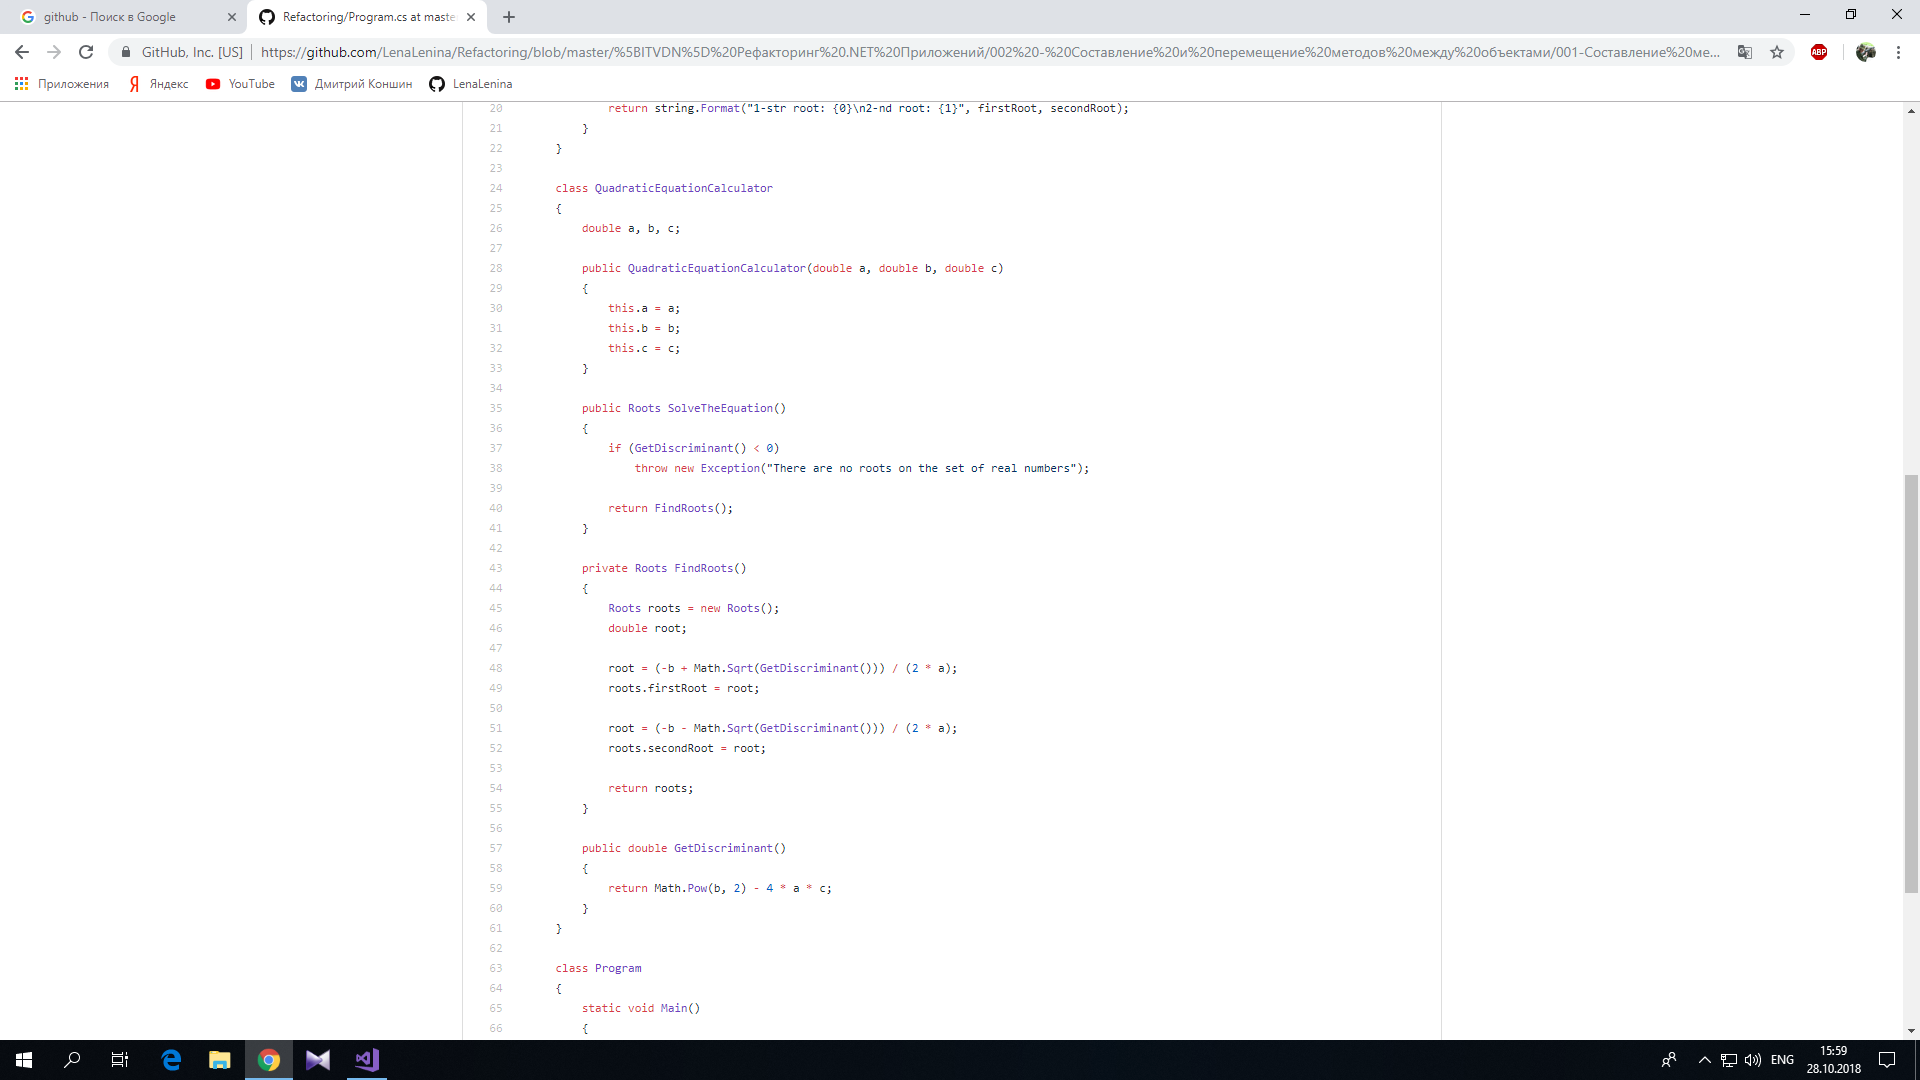 github - Поиск в Google
Refactoring/Program.cs at maste
GitHub, Inc. [US]
https://github.com/LenaLenina/Refactoring/blob/master/%5BITVDN%5D%20Рефакторинг%20.NET%20Приложений/002%20-%20Составление%20и%20перемещение%20методов%20между%20объектами/001-Составление%20ме...
ABP
Приложения
Яндекс
YouTube
Дмитрий Коншин
LenaLenina
20 return string.Format("1-str root: {0}\n2-nd root: {1}", firstRoot, secondRoot);
21 }
22 }
23
24 class QuadraticEquationCalculator
25 {
26 double a, b, c;
27
28 public QuadraticEquationCalculator(double a, double b, double c)
29 {
30 this.a = a;
31 this.b = b;
32 this.c = c;
33 }
34
35 public Roots SolveTheEquation()
36 {
37 if (GetDiscriminant() < 0)
38 throw new Exception("There are no roots on the set of real numbers");
39
40 return FindRoots();
41 }
42
43 private Roots FindRoots()
44 {
45 Roots roots = new Roots();
46 double root;
47
48 root = (-b + Math.Sqrt(GetDiscriminant())) / (2 * a);
49 roots.firstRoot = root;
50
51 root = (-b - Math.Sqrt(GetDiscriminant())) / (2 * a);
52 roots.secondRoot = root;
53
54 return roots;
55 }
56
57 public double GetDiscriminant()
58 {
59 return Math.Pow(b, 2) - 4 * a * c;
60 }
61 }
62
63 class Program
64 {
65 static void Main()
66 {
ENG
15:59
28.10.2018